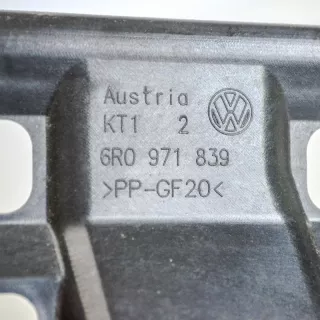 Austria
KT1 2
6R0 971 839
>PP-GF20<